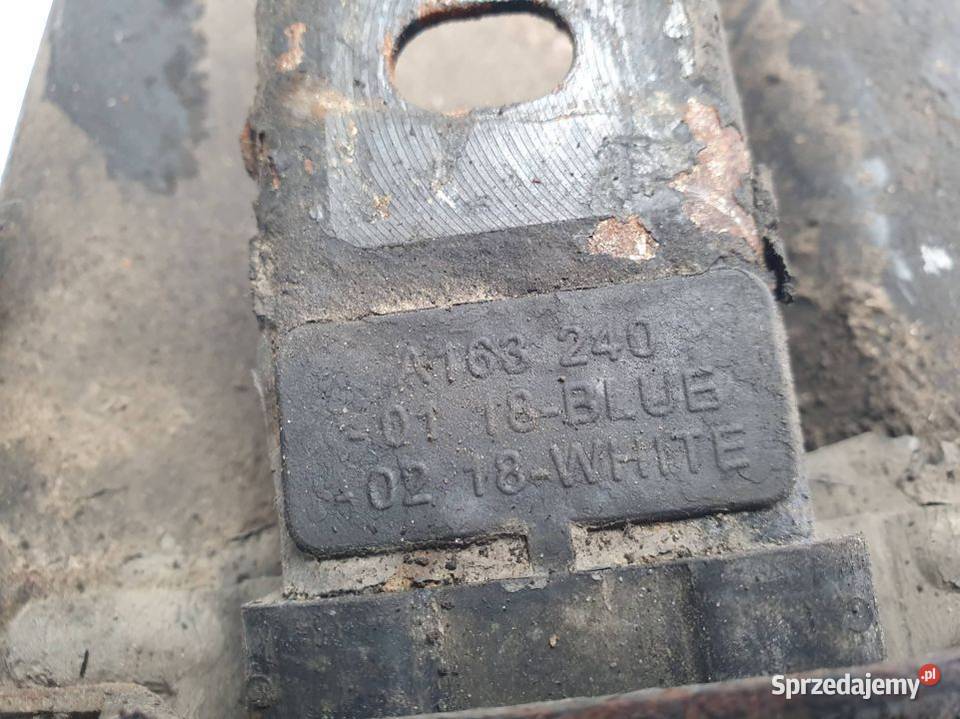 A163 240
-01 18-BLUE
-02 18-WHITE
Sprzedajemy.pl